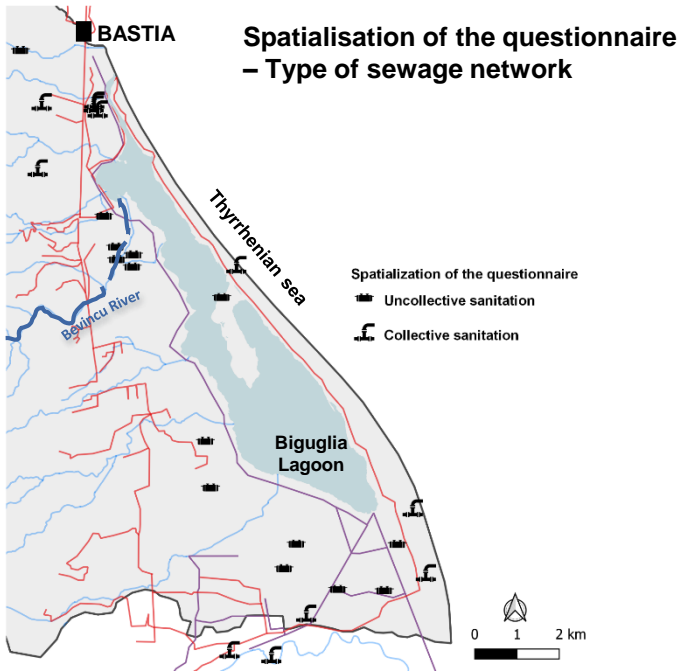 BASTIA
Spatialisation of the questionnaire
– Type of sewage network
Thyrrhenian sea
Spatialization of the questionnaire
Uncollective sanitation
Collective sanitation
Bevincu River
Biguglia
Lagoon
0 1 2 km